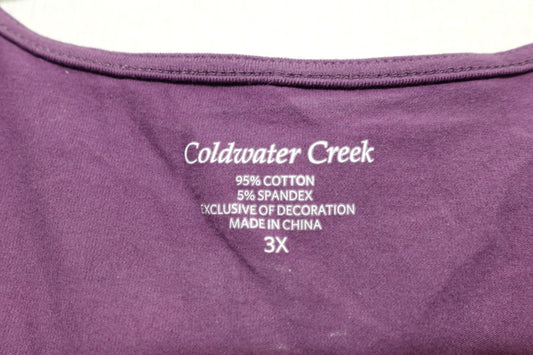 Coldwater Creek
95% COTTON
5% SPANDEX
EXCLUSIVE OF DECORATION
MADE IN CHINA
3X